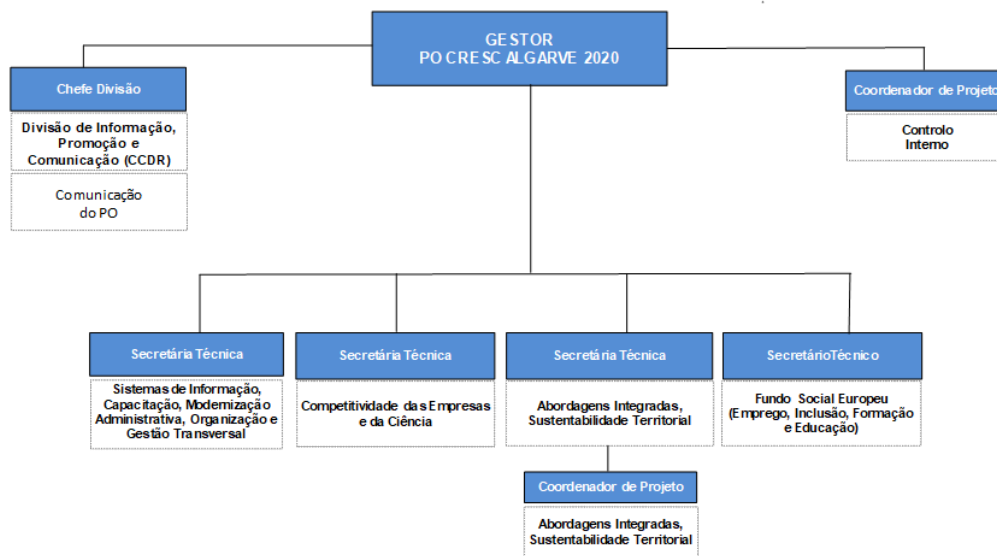 GESTOR
PO CRESC ALGARVE 2020
Chefe Divisão
Divisão de Informação,
Promoção e
Comunicação (CCDR)
Comunicação
do PO
Coordenador de Projeto
Controlo
Interno
Secretária Técnica
Sistemas de Informação,
Capacitação, Modernização
Administrativa, Organização e
Gestão Transversal
Secretária Técnica
Competitividade das Empresas
e da Ciência
Secretária Técnica
Abordagens Integradas,
Sustentabilidade Territorial
Coordenador de Projeto
Abordagens Integradas,
Sustentabilidade Territorial
SecretárioTécnico
Fundo Social Europeu
(Emprego, Inclusão, Formação
e Educação)